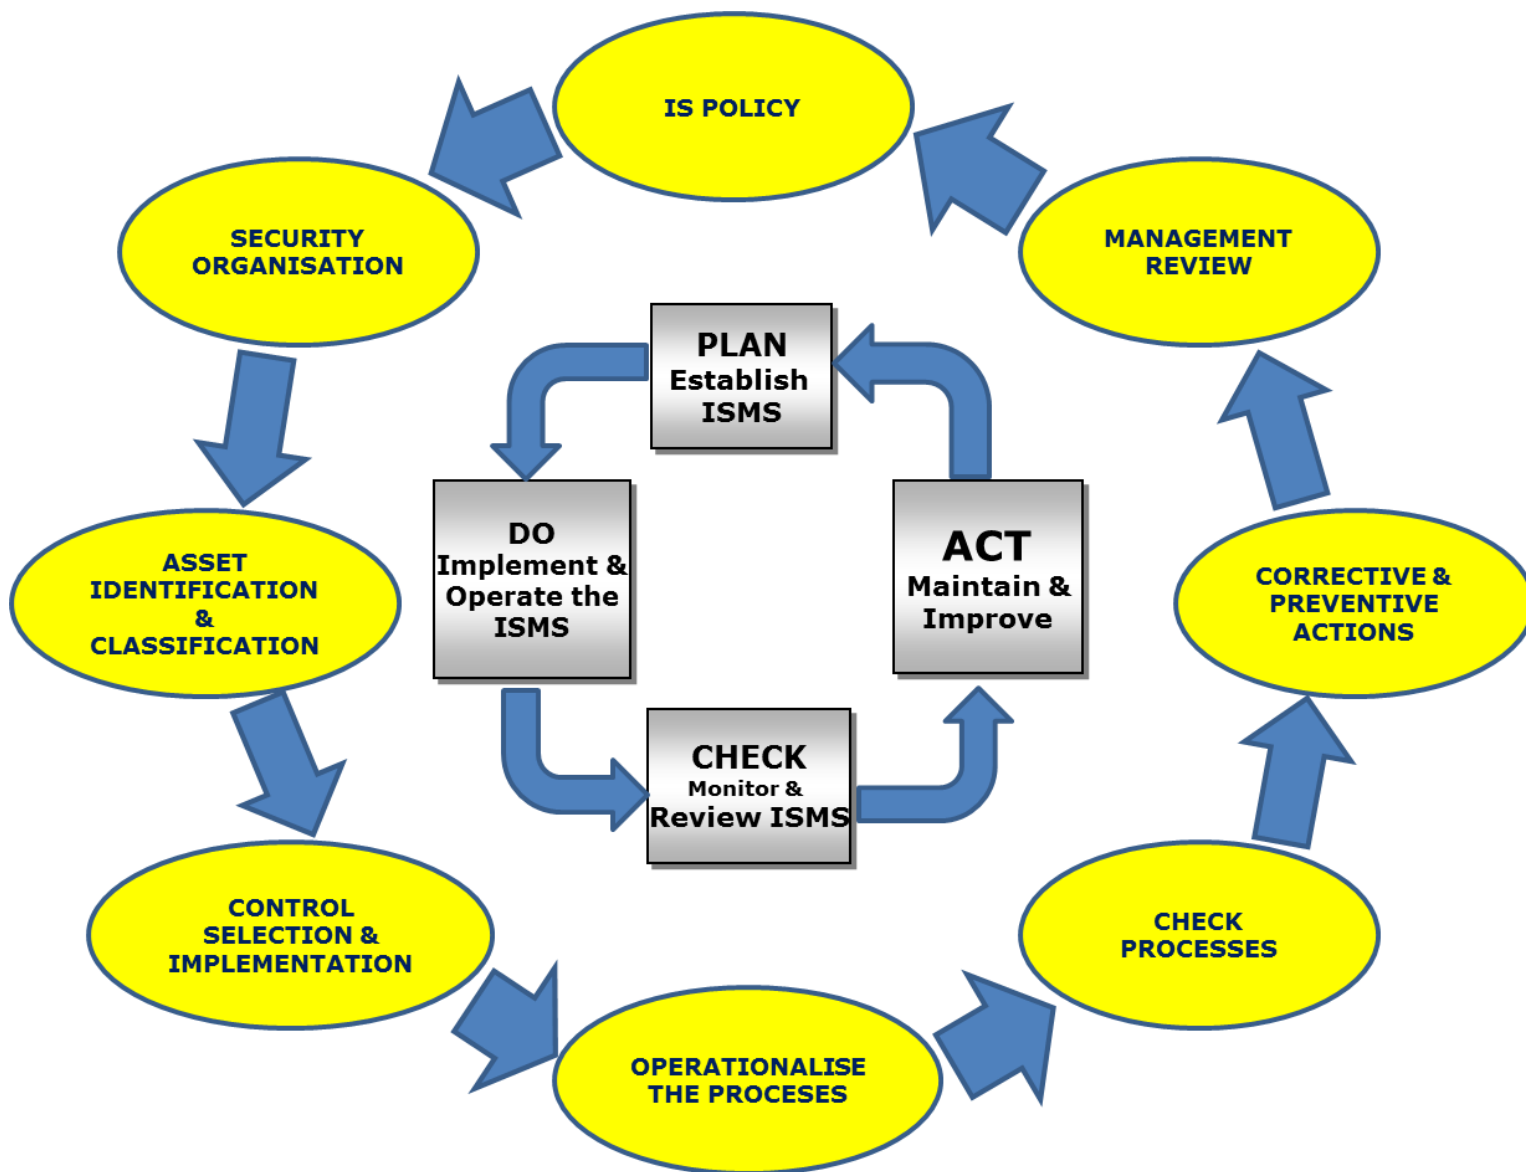 IS POLICY
SECURITY
ORGANISATION
MANAGEMENT
REVIEW
PLAN
Establish
ISMS
DO
Implement &
Operate the
ISMS
ACT
Maintain &
Improve
ASSET
IDENTIFICATION
&
CLASSIFICATION
CORRECTIVE &
PREVENTIVE
ACTIONS
CHECK
Monitor &
Review ISMS
CONTROL
SELECTION &
IMPLEMENTATION
CHECK
PROCESSES
OPERATIONALISE
THE PROCESES